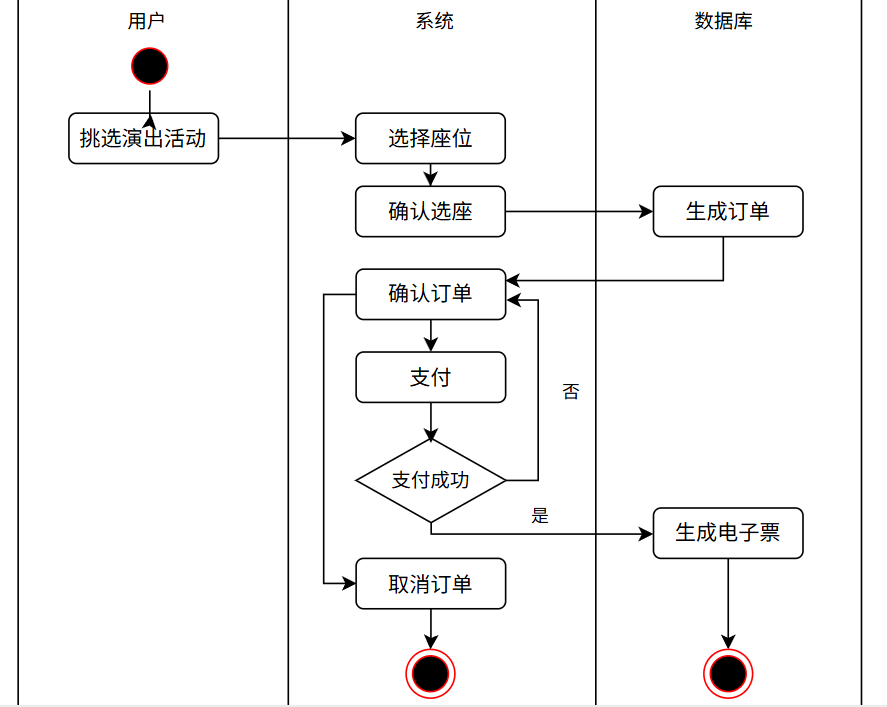 用户
系统
数据库
挑选演出活动
选择座位
确认选座
生成订单
确认订单
支付
否
支付成功
是
生成电子票
取消订单